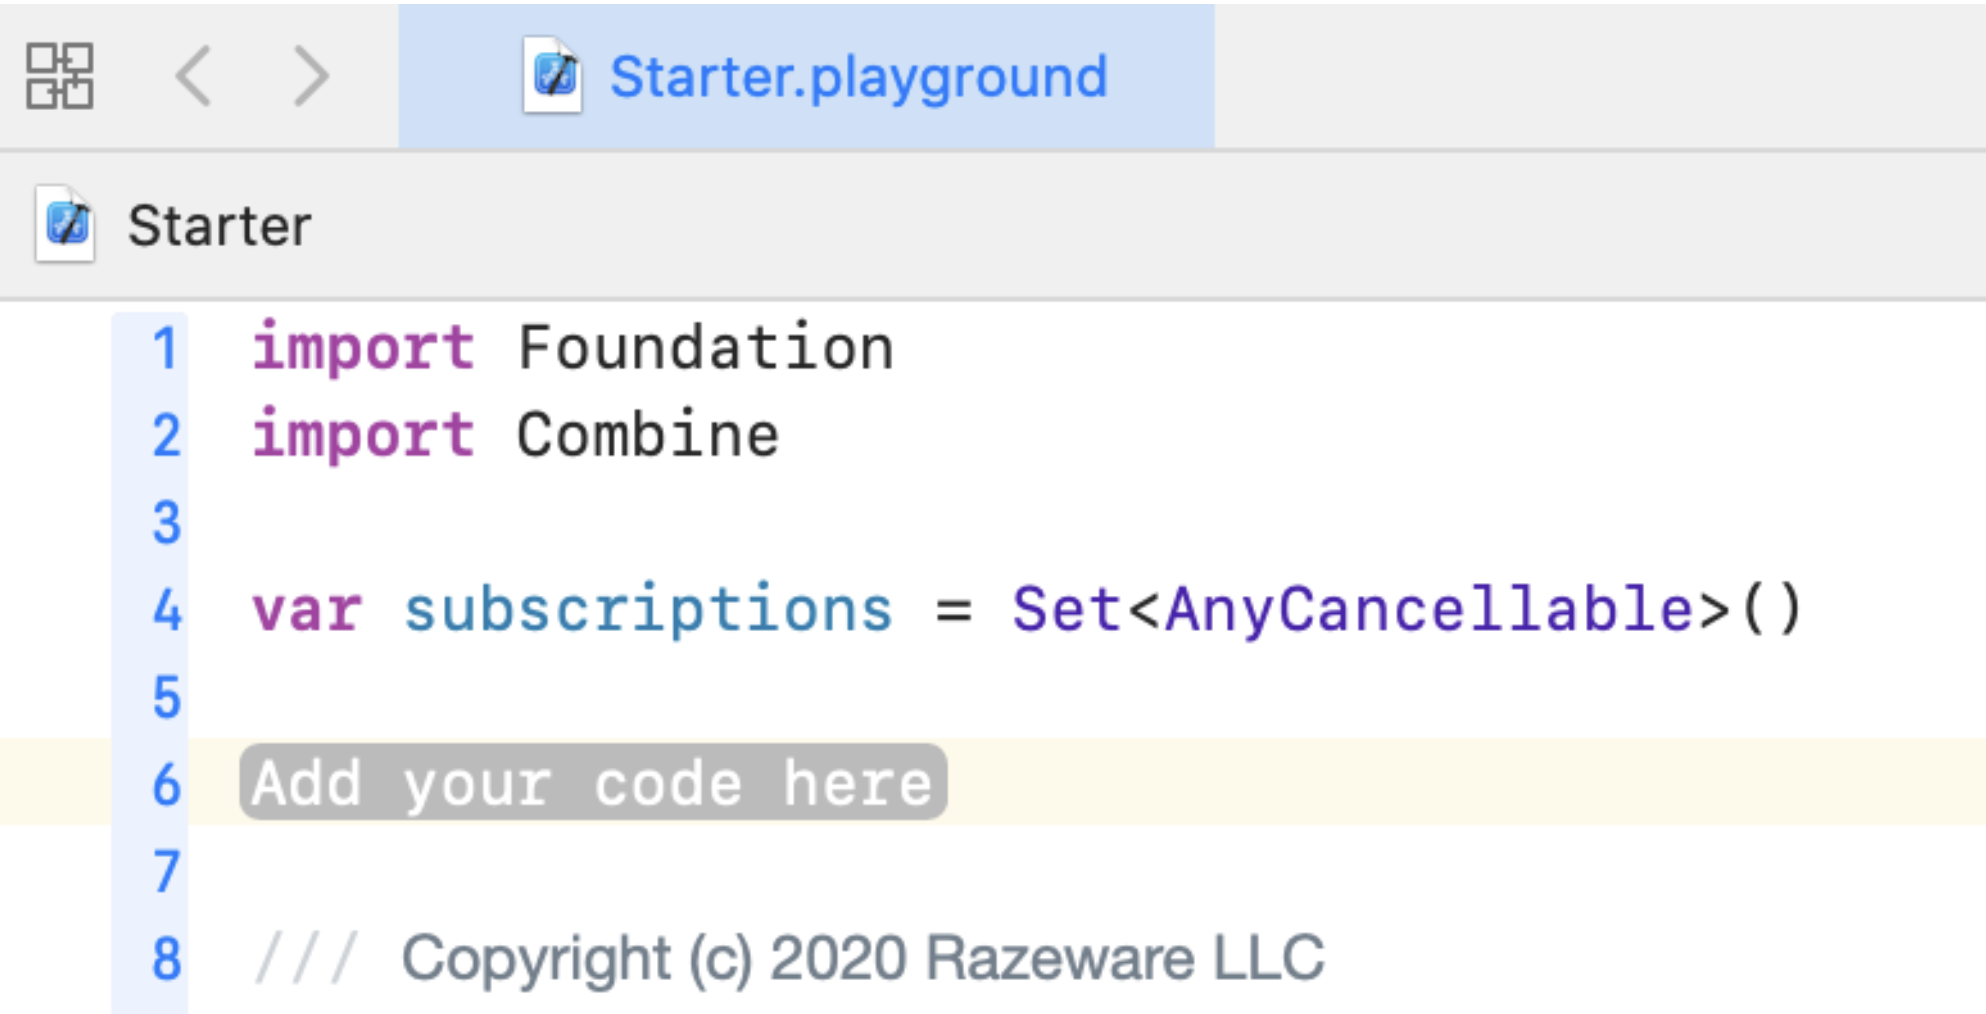 Starter.playground
Starter
1 import Foundation
2 import Combine
3
4 var subscriptions = Set<AnyCancellable>()
5
6 Add your code here
7
8 /// Copyright (c) 2020 Razeware LLC